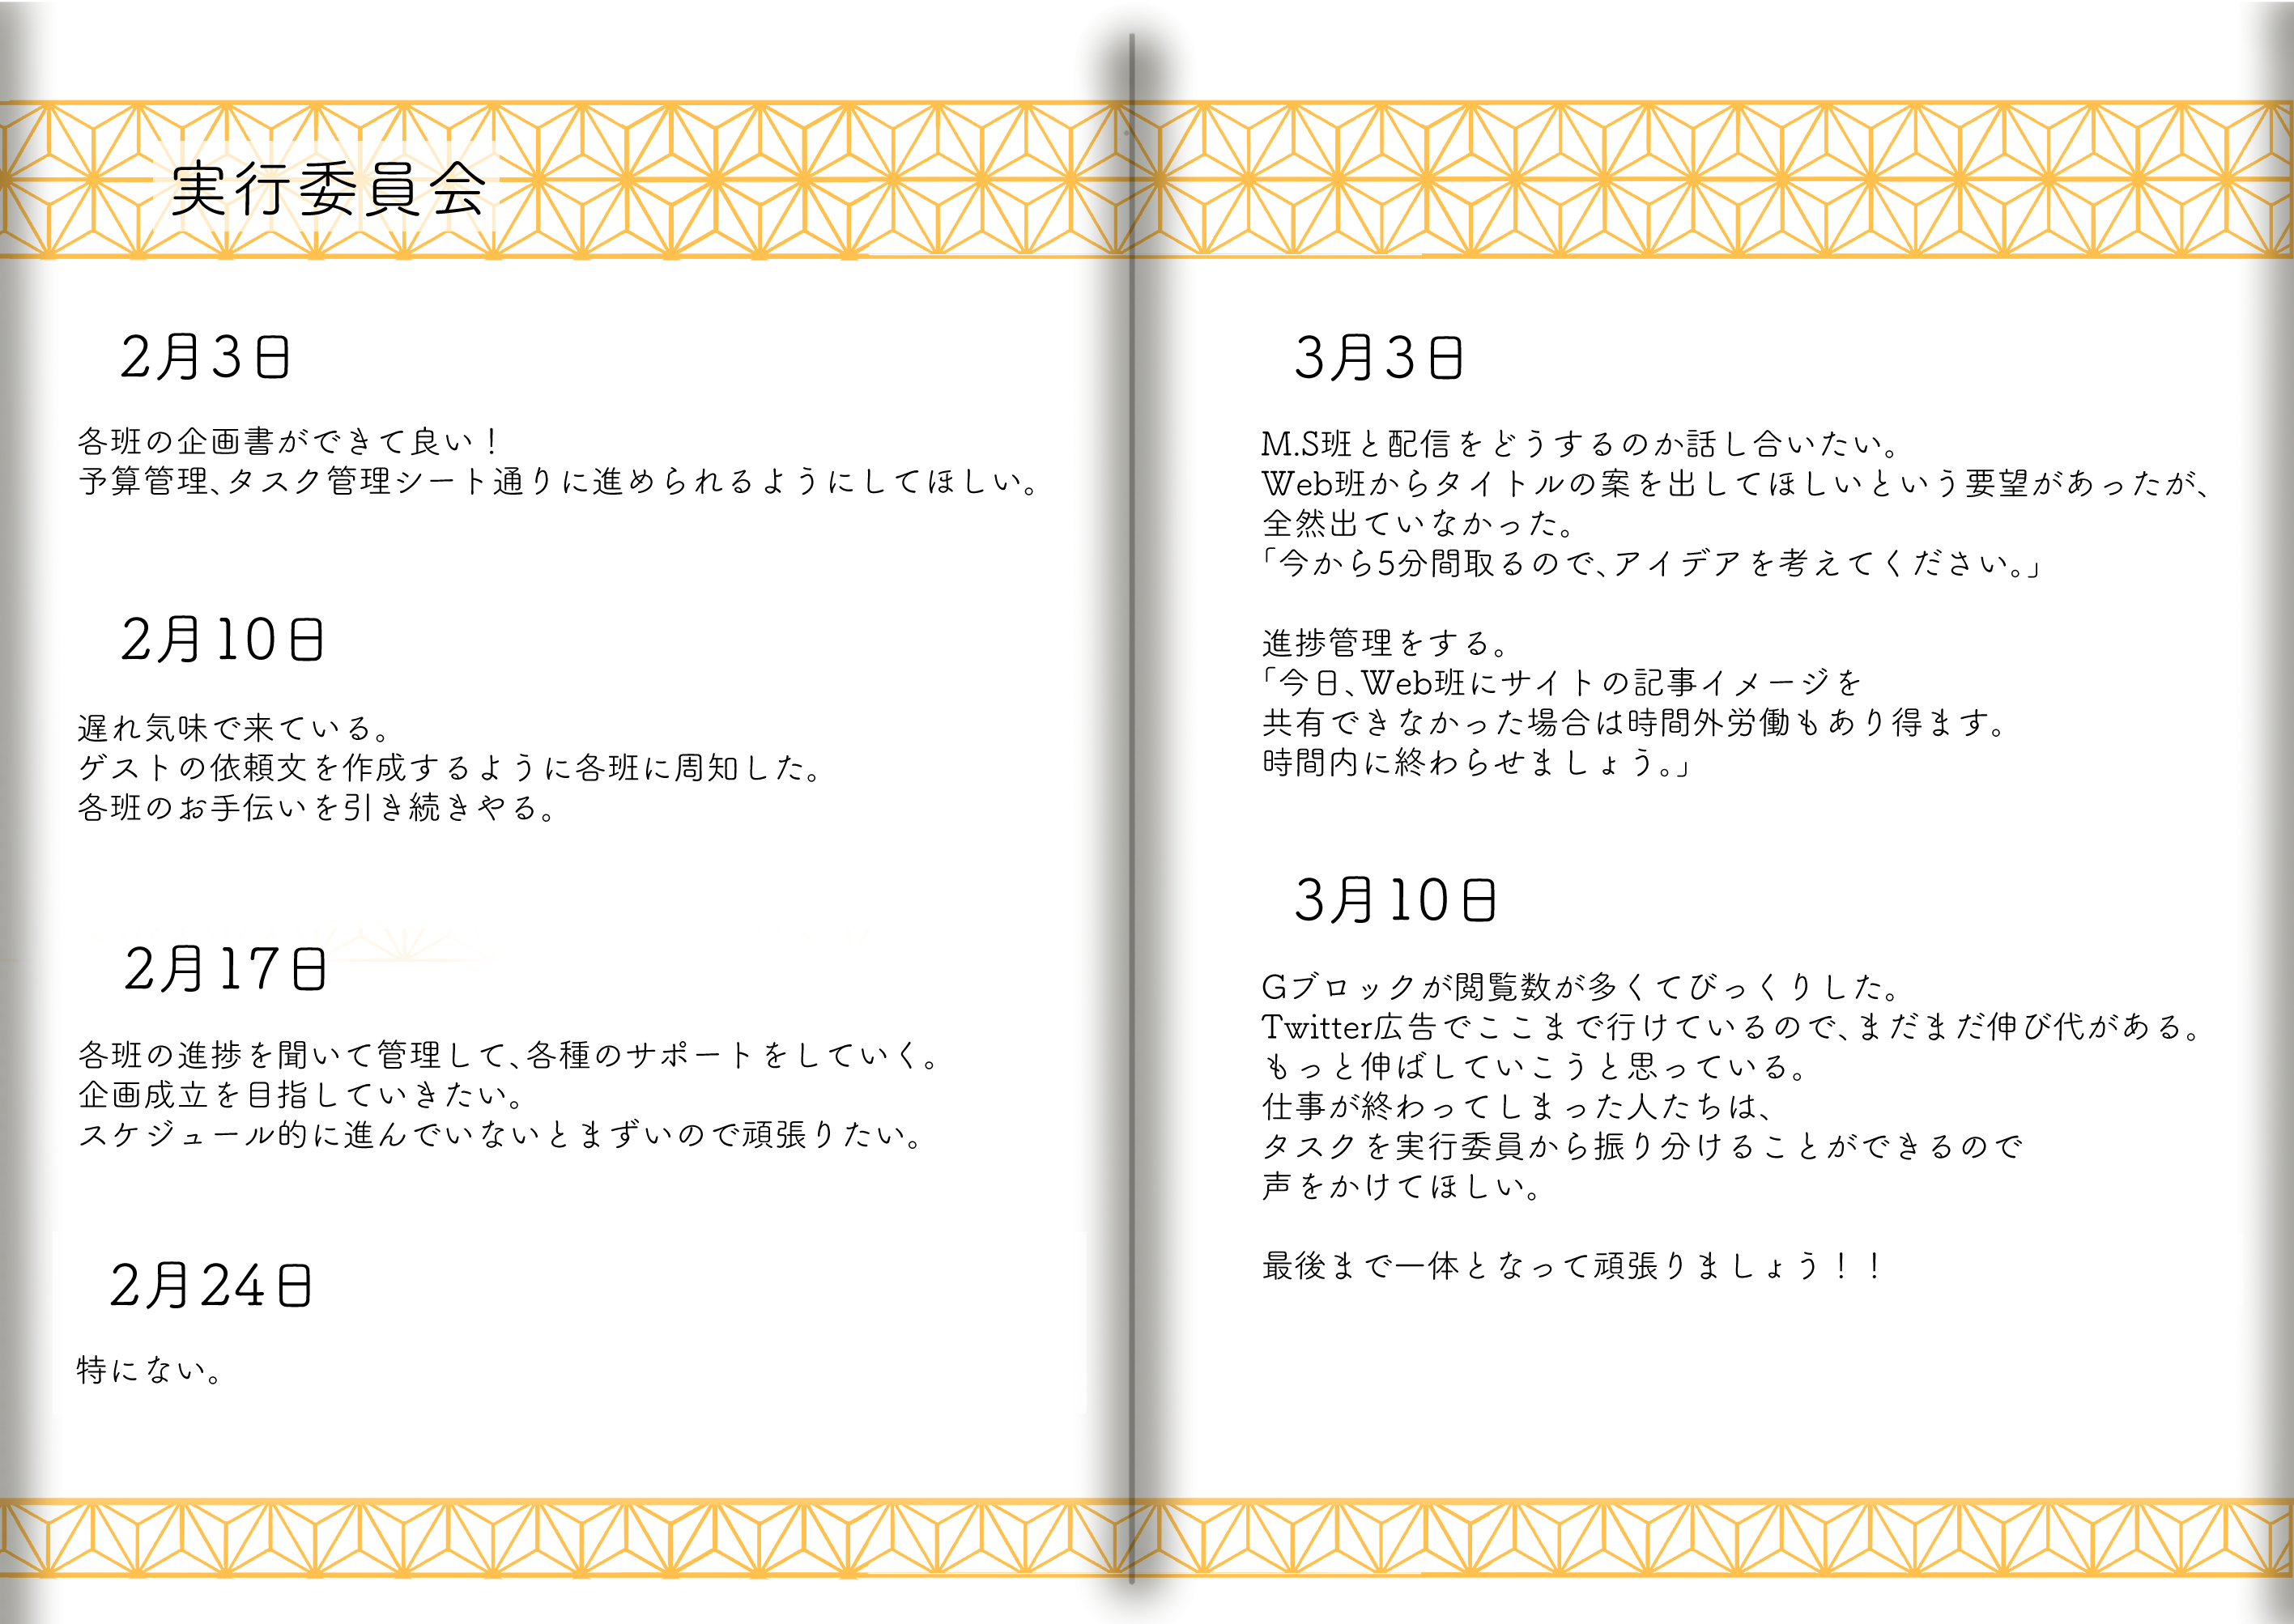 実行委員会
2月3日
各班の企画書ができて良い！
予算管理、タスク管理シート通りに進められるようにしてほしい。
2月10日
遅れ気味で来ている。
ゲストの依頼文を作成するように各班に周知した。
各班のお手伝いを引き続きやる。
2月17日
各班の進捗を聞いて管理して、各種のサポートをしていく。
企画成立を目指していきたい。
スケジュール的に進んでいないとまずいので頑張りたい。
2月24日
特にない。
3月3日
M.S班と配信をどうするのか話し合いたい。
Web班からタイトルの案を出してほしいという要望があったが、
全然出ていなかった。
「今から5分間取るので、アイデアを考えてください。」
進捗管理をする。
「今日、Web班にサイトの記事イメージを
共有できなかった場合は時間外労働もあり得ます。
時間内に終わらせましょう。」
3月10日
Gブロックが閲覧数が多くてびっくりした。
Twitter広告でここまで行けているので、まだまだ伸び代がある。
もっと伸ばしていこうと思っている。
仕事が終わってしまった人たちは、
タスクを実行委員から振り分けることができるので
声をかけてほしい。
最後まで一体となって頑張りましょう！！